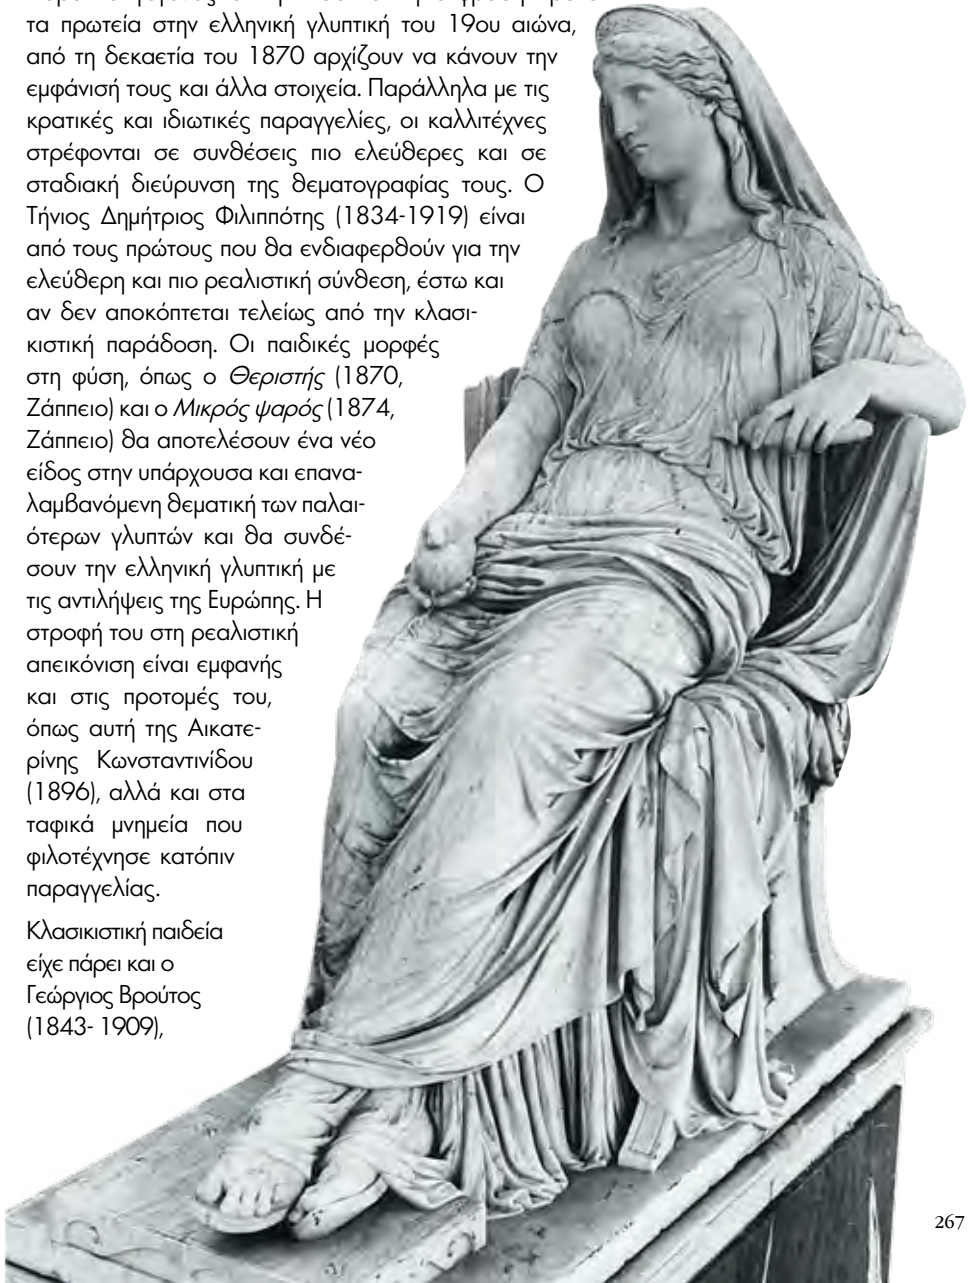 τα πρωτεία στην ελληνική γλυπτική του 19ου αιώνα,
από τη δεκαετία του 1870 αρχίζουν να κάνουν την
εμφάνισή τους και άλλα στοιχεία. Παράλληλα με τις
κρατικές και ιδιωτικές παραγγελίες, οι καλλιτέχνες
στρέφονται σε συνθέσεις πιο ελεύθερες και σε
σταδιακή διεύρυνση της θεματογραφίας τους. Ο
Τήνιος Δημήτριος Φιλιππότης (1834-1919) είναι
από τους πρώτους που θα ενδιαφερθούν για την
ελεύθερη και πιο ρεαλιστική σύνθεση, έστω και
αν δεν αποκόπτεται τελείως από την κλασι-
κιστική παράδοση. Οι παιδικές μορφές
στη φύση, όπως ο Θεριστής (1870,
Ζάππειο) και ο Μικρός ψαρός (1874,
Ζάππειο) θα αποτελέσουν ένα νέο
είδος στην υπάρχουσα και επανα-
λαμβανόμενη θεματική των παλαι-
ότερων γλυπτών και θα συνδέ-
σουν την ελληνική γλυπτική με
τις αντιλήψεις της Ευρώπης. Η
στροφή του στη ρεαλιστική
απεικόνιση είναι εμφανής
και στις προτομές του,
όπως αυτή της Αικατε-
ρίνης Κωνσταντινίδου
(1896), αλλά και στα
ταφικά μνημεία που
φιλοτέχνησε κατόπιν
παραγγελίας.
Κλασικιστική παιδεία
είχε πάρει και ο
Γεώργιος Βρούτος
(1843- 1909),
267